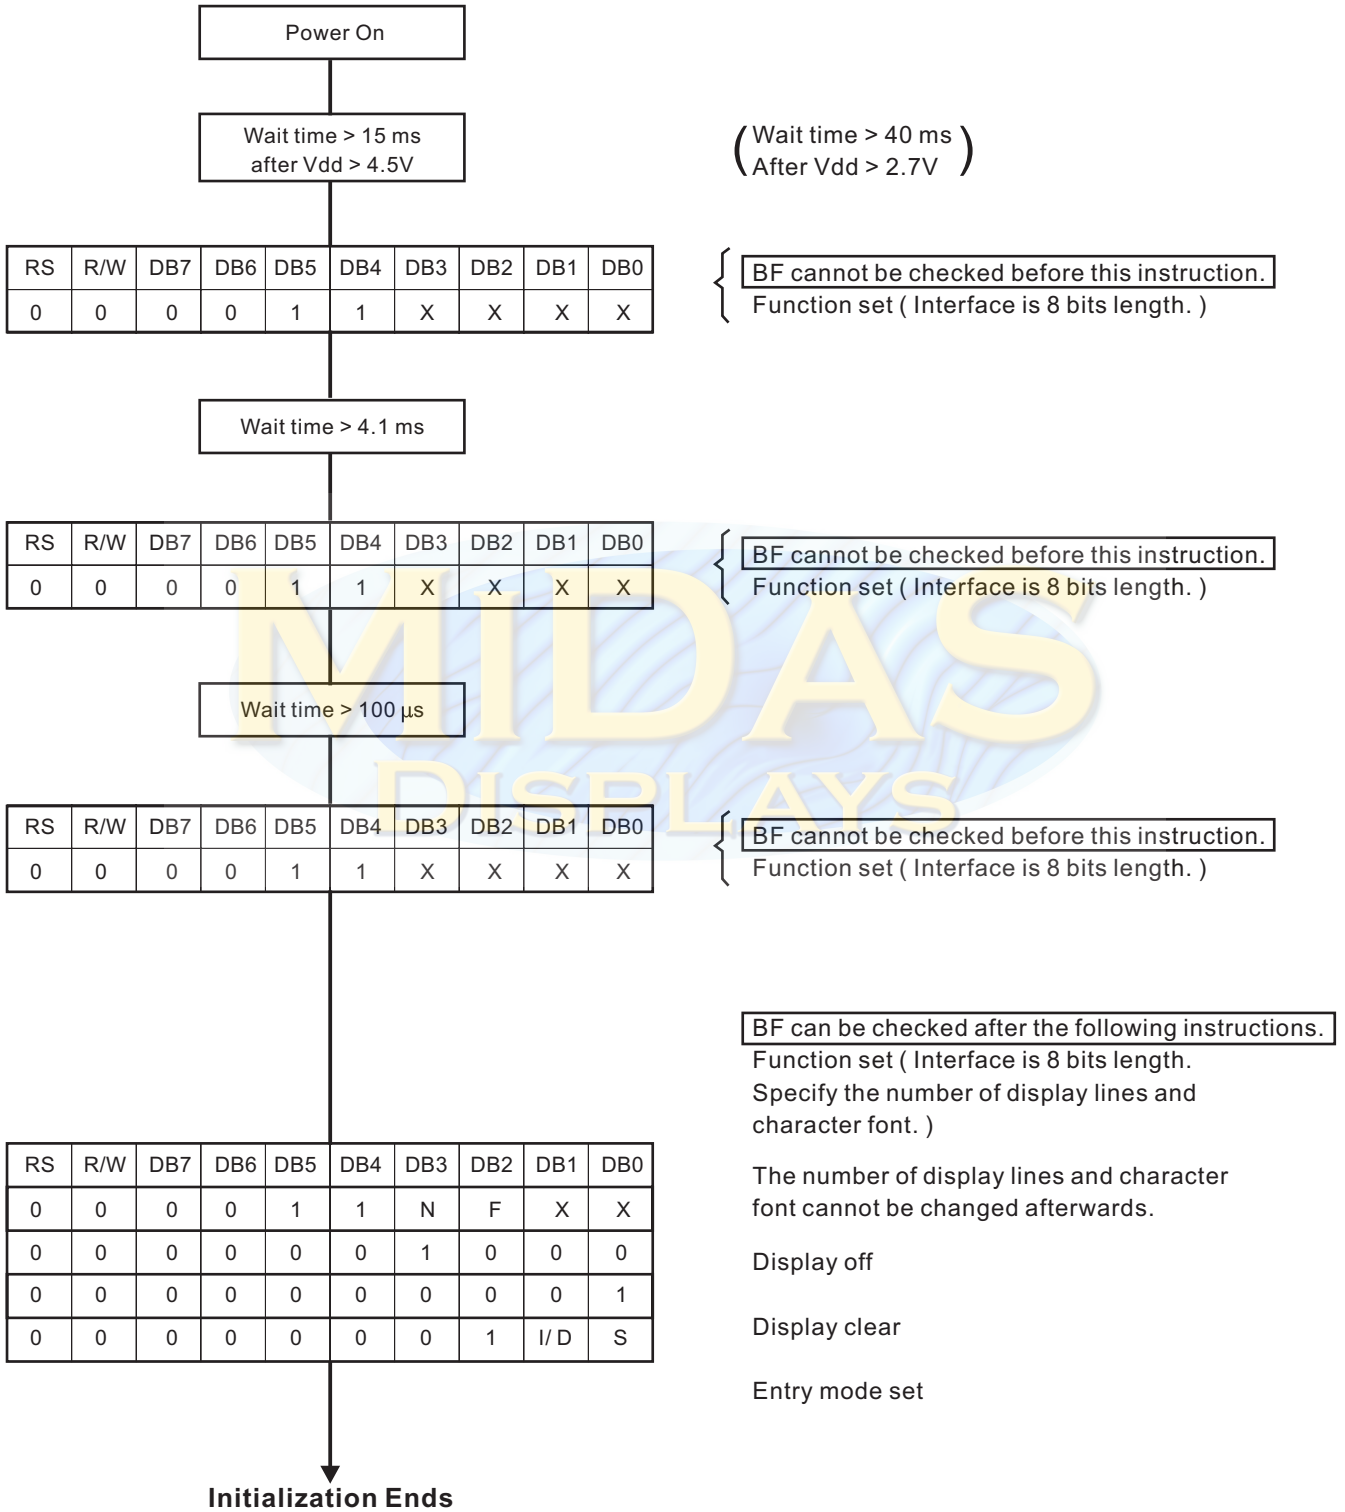 Power On
Wait time > 15 ms
after Vdd > 4.5V
(Wait time > 40 ms
After Vdd > 2.7V)
RS R/W DB7 DB6 DB5 DB4 DB3 DB2 DB1 DB0
0 0 0 0 1 1 X X X X
BF cannot be checked before this instruction.
Function set ( Interface is 8 bits length. )
Wait time > 4.1 ms
RS R/W DB7 DB6 DB5 DB4 DB3 DB2 DB1 DB0
0 0 0 0 1 1 X X X X
BF cannot be checked before this instruction.
Function set ( Interface is 8 bits length. )
MIDAS
DISPLAYS
Wait time > 100 µs
RS R/W DB7 DB6 DB5 DB4 DB3 DB2 DB1 DB0
0 0 0 0 1 1 X X X X
BF cannot be checked before this instruction.
Function set ( Interface is 8 bits length. )
BF can be checked after the following instructions.
Function set ( Interface is 8 bits length.
Specify the number of display lines and
character font. )
RS R/W DB7 DB6 DB5 DB4 DB3 DB2 DB1 DB0
0 0 0 0 1 1 N F X X
0 0 0 0 0 0 1 0 0 0
0 0 0 0 0 0 0 0 0 1
0 0 0 0 0 0 0 1 I/D S
The number of display lines and character
font cannot be changed afterwards.
Display off
Display clear
Entry mode set
Initialization Ends